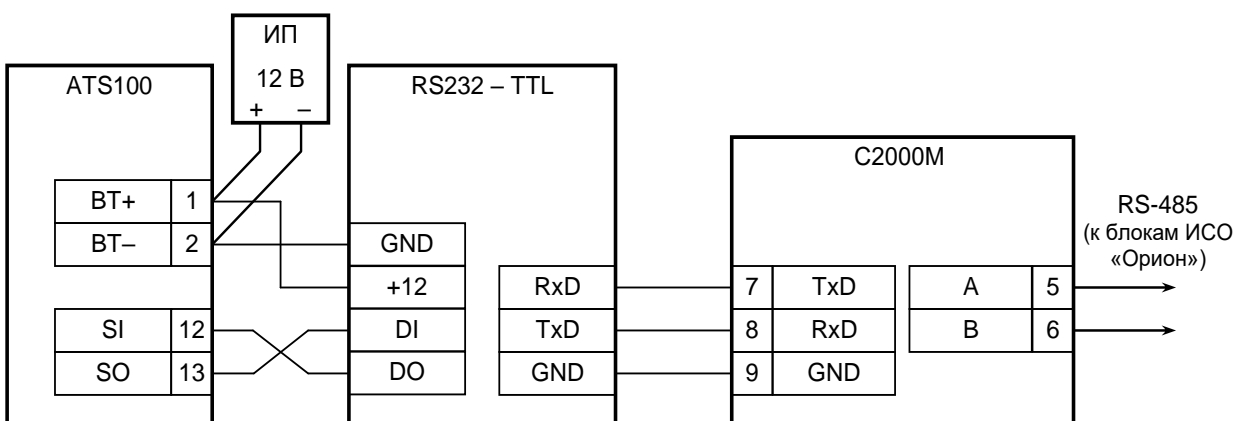 ИП
12 В
+ –
ATS100
BT+ 1
BT– 2
SI 12
SO 13
RS232 – TTL
GND
+12
DI
DO
RxD
TxD
GND
C2000M
7 TxD
8 RxD
9 GND
A 5
B 6
RS-485
(к блокам ИСО
«Орион»)